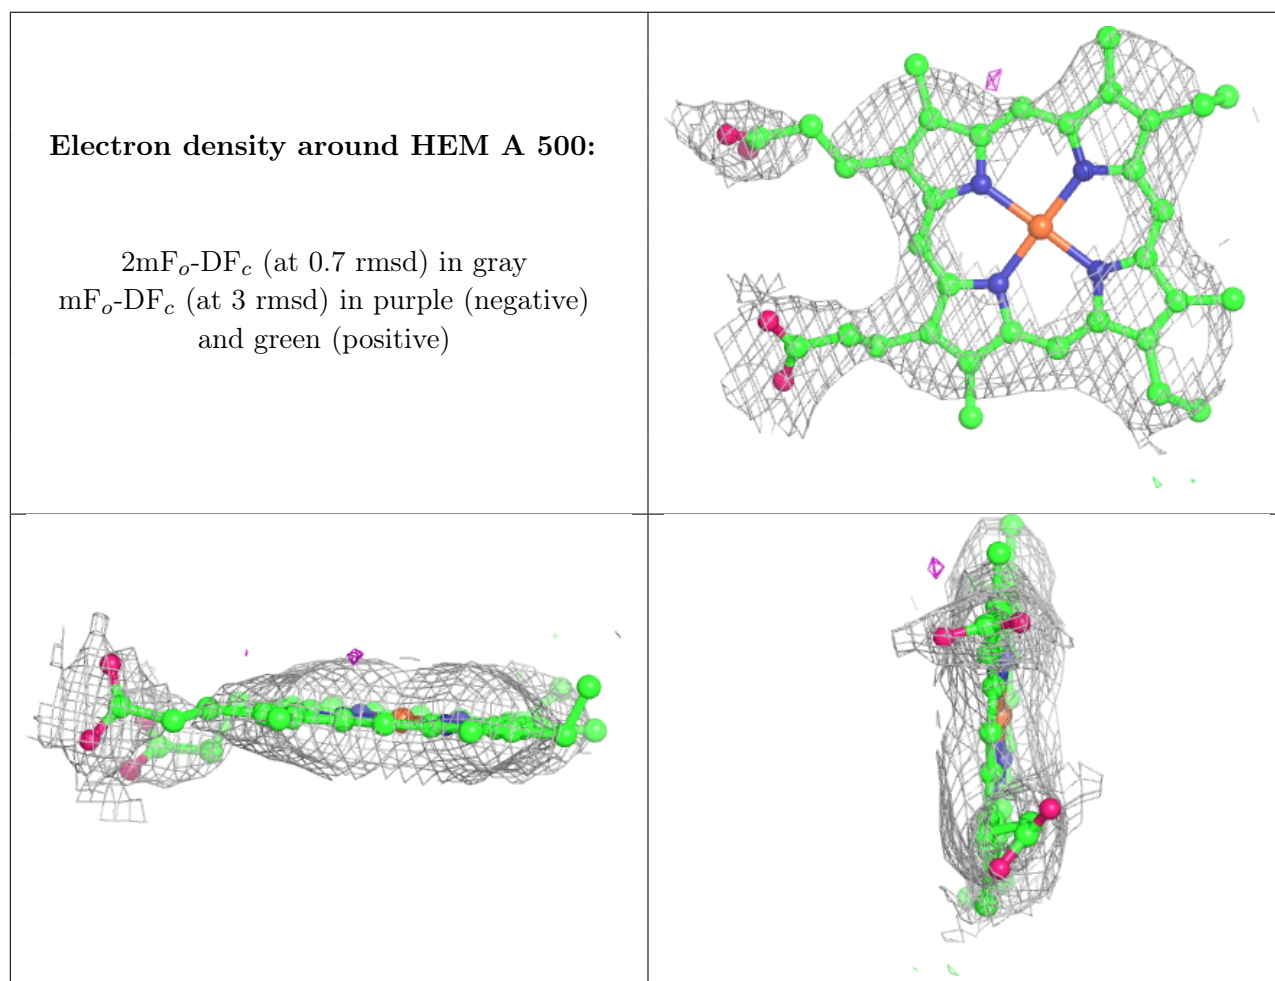 Electron density around HEM A 500:
2mFo-DFc (at 0.7 rmsd) in gray
mFo-DFc (at 3 rmsd) in purple (negative)
and green (positive)